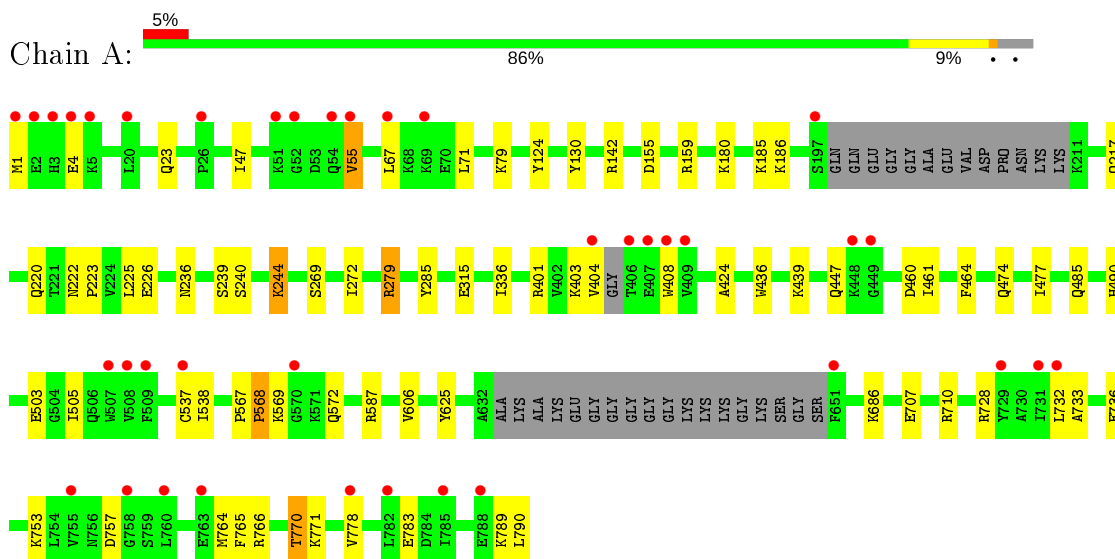 5%
Chain A:
86%
9%
M1 E2 H3 E4 K5 L20 Q23 P26 I47 K51 G52 D53 Q54 V55 L67 K68 K69 E70 L71 K79 Y124 Y130 R142 D155 R159 K180 K185 K186 S197 GLN GLN GLU GLY GLY ALA GLU VAL ASP PRO ASN LYS LYS K211
Q220 T221 N222 P223 V224 L225 E226 N236 S239 S240 K244 S269 I272 R279 Y285 E315 I336 R401 V402 K403 V404 GLY T406 E407 W408 V409 A424 W436 K439 Q447 K448 G449 D460 I461 F464 Q474 I477 Q485
E503 G504 I505 Q506 W507 V508 F509 C537 I538 P567 P568 K569 G570 K571 Q572 R587 V606 Y625 A632 ALA LYS ALA LYS GLU GLY GLY GLY GLY GLY LYS LYS LYS GLY LYS SER GLY SER F651 K686 E707 R710 R728 Y729 A730 I731 L732 A733
K753 L754 V755 N756 D757 G758 S759 L760 E763 M764 F765 R766 T770 K771 V778 L782 E783 D784 I785 E788 K789 L790